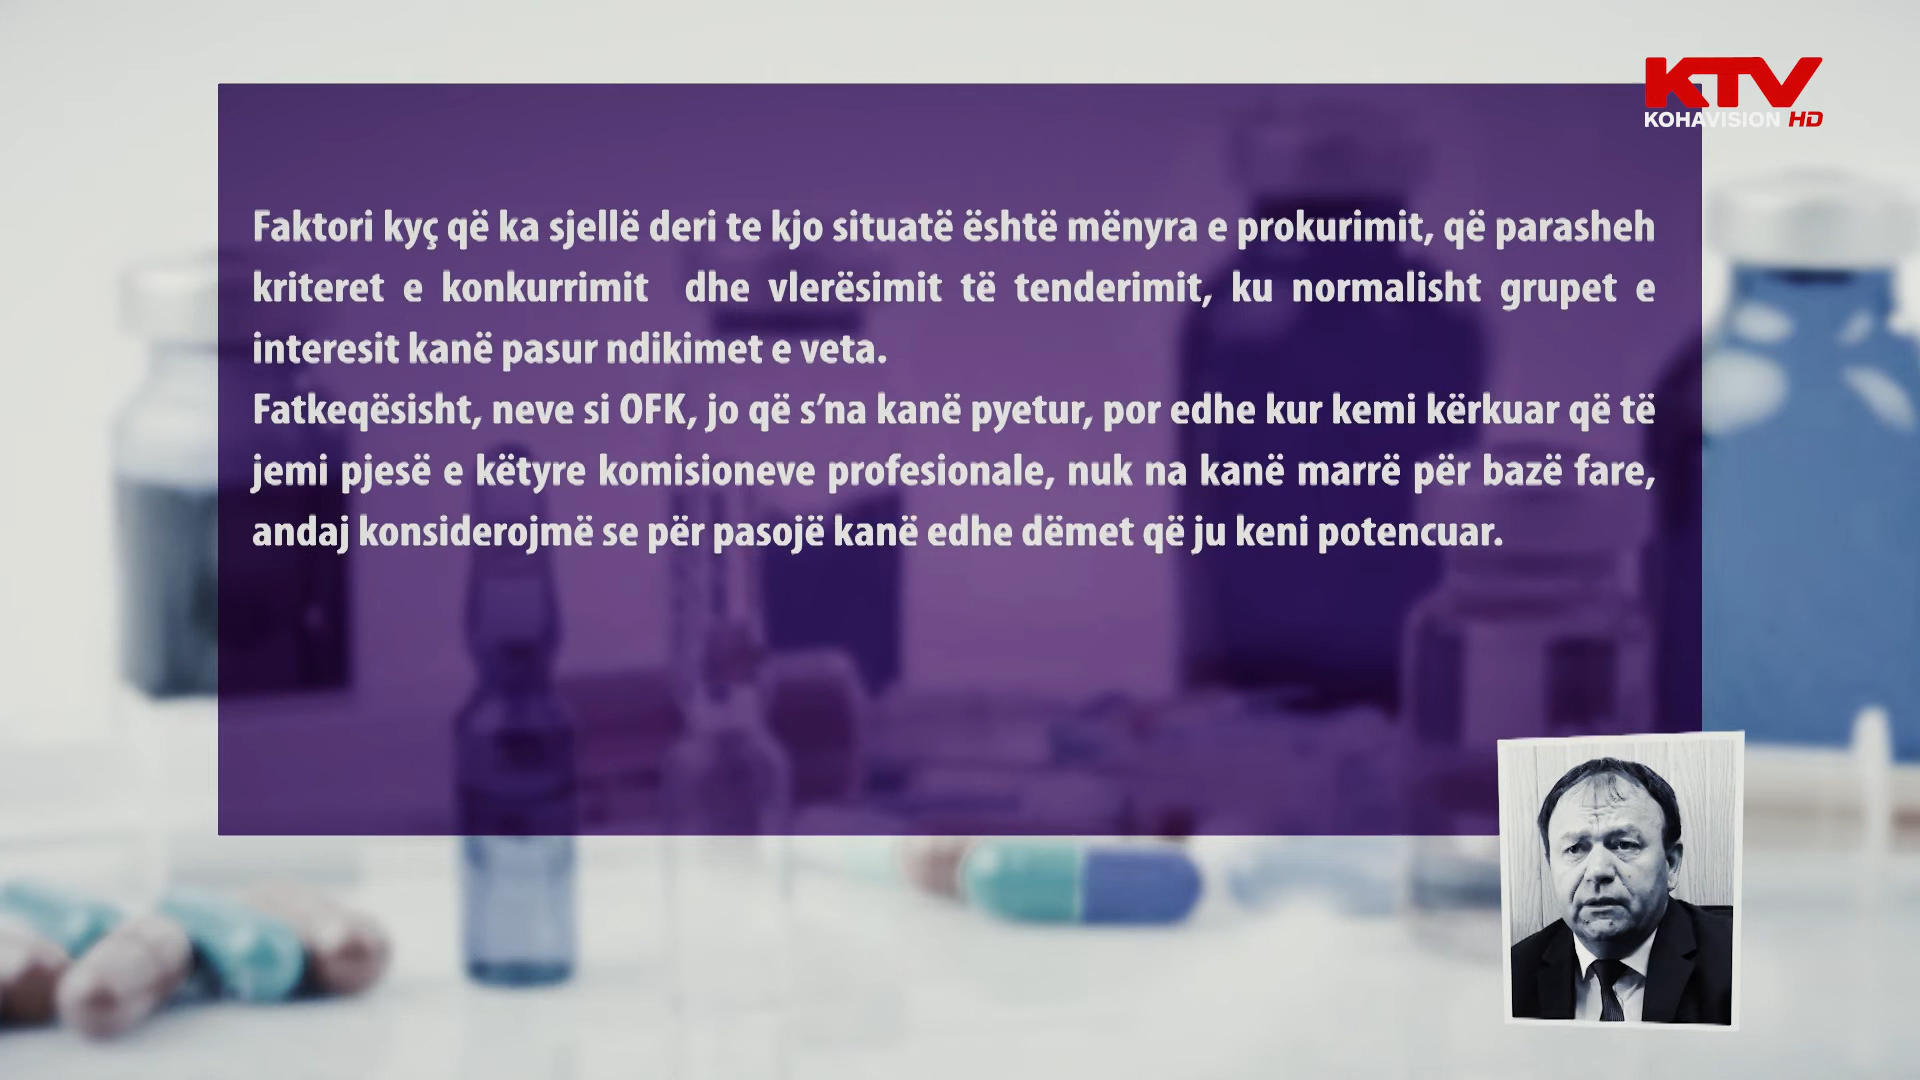 KTV
KOHAVISION HD
Faktori kyç që ka sjellë deri te kjo situatë është mënyra e prokurimit, që parasheh
kriteret e konkurrimit dhe vlerësimit të tenderimit, ku normalisht grupet e
interesit kanë pasur ndikimet e veta.
Fatkeqësisht, neve si OFK, jo që s’na kanë pyetur, por edhe kur kemi kërkuar që të
jemi pjesë e këtyre komisioneve profesionale, nuk na kanë marrë për bazë fare,
andaj konsiderojmë se për pasojë kanë edhe dëmet që ju keni potencuar.